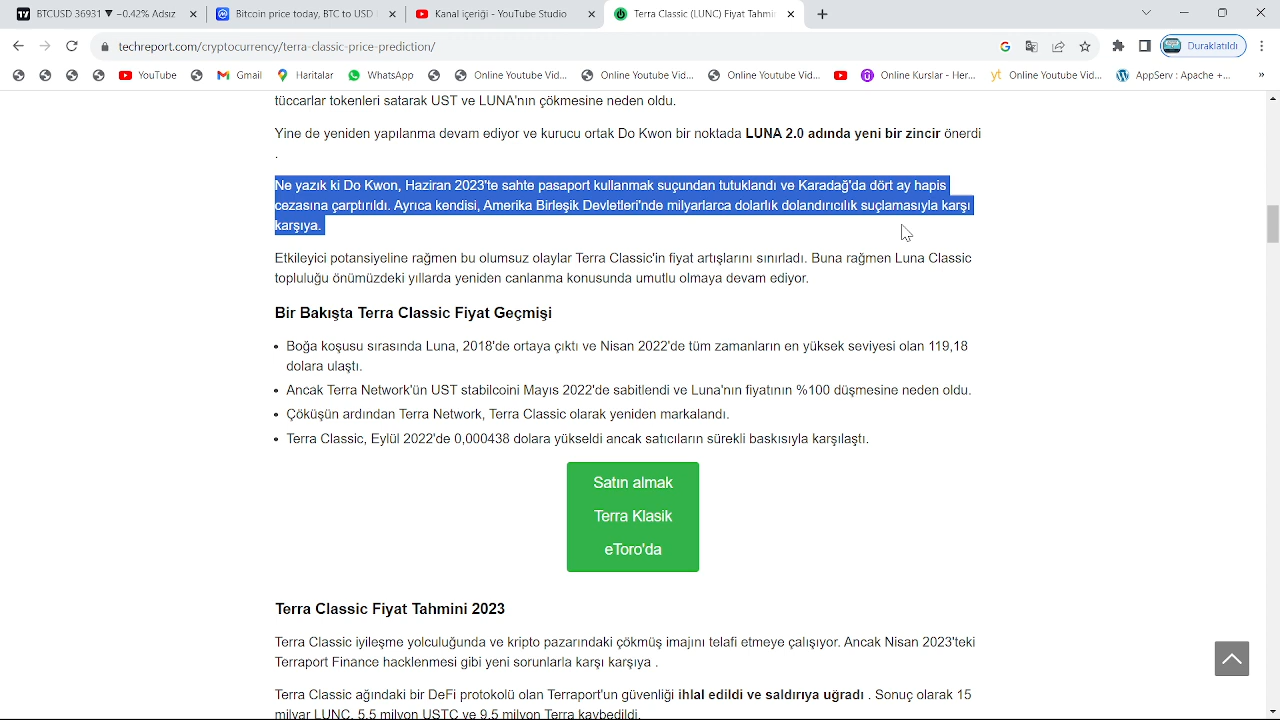 BTCUSD 36931 ▼ −0.42% Adsız
Bitcoin price today, BTC to USD
Kanal içeriği - YouTube Studio
Terra Classic (LUNC) Fiyat Tahmin
techreport.com/cryptocurrency/terra-classic-price-prediction/
Duraklatıldı
YouTube
Gmail
Haritalar
WhatsApp
Online Youtube Vid...
Online Youtube Vid...
Online Youtube Vid...
Online Kurslar - Her...
Online Youtube Vid...
AppServ : Apache +...
tüccarlar tokenleri satarak UST ve LUNA'nın çökmesine neden oldu.
Yine de yeniden yapılanma devam ediyor ve kurucu ortak Do Kwon bir noktada LUNA 2.0 adında yeni bir zincir önerdi
.
Ne yazık ki Do Kwon, Haziran 2023'te sahte pasaport kullanmak suçundan tutuklandı ve Karadağ'da dört ay hapis
cezasına çarptırıldı. Ayrıca kendisi, Amerika Birleşik Devletleri'nde milyarlarca dolarlık dolandırıcılık suçlamasıyla karşı
karşıya.
Etkileyici potansiyeline rağmen bu olumsuz olaylar Terra Classic'in fiyat artışlarını sınırladı. Buna rağmen Luna Classic
topluluğu önümüzdeki yıllarda yeniden canlanma konusunda umutlu olmaya devam ediyor.
Bir Bakışta Terra Classic Fiyat Geçmişi
• Boğa koşusu sırasında Luna, 2018'de ortaya çıktı ve Nisan 2022'de tüm zamanların en yüksek seviyesi olan 119,18
dolara ulaştı.
• Ancak Terra Network'ün UST stabilcoini Mayıs 2022'de sabitlendi ve Luna'nın fiyatının %100 düşmesine neden oldu.
• Çöküşün ardından Terra Network, Terra Classic olarak yeniden markalandı.
• Terra Classic, Eylül 2022'de 0,000438 dolara yükseldi ancak satıcıların sürekli baskısıyla karşılaştı.
Satın almak
Terra Klasik
eToro'da
Terra Classic Fiyat Tahmini 2023
Terra Classic iyileşme yolculuğunda ve kripto pazarındaki çökmüş imajını telafi etmeye çalışıyor. Ancak Nisan 2023'teki
Terraport Finance hacklenmesi gibi yeni sorunlarla karşı karşıya .
Terra Classic ağındaki bir DeFi protokolü olan Terraport'un güvenliği ihlal edildi ve saldırıya uğradı . Sonuç olarak 15
milyar LUNC, 5,5 milyon USTC ve 9,5 milyon Terra kaybedildi.